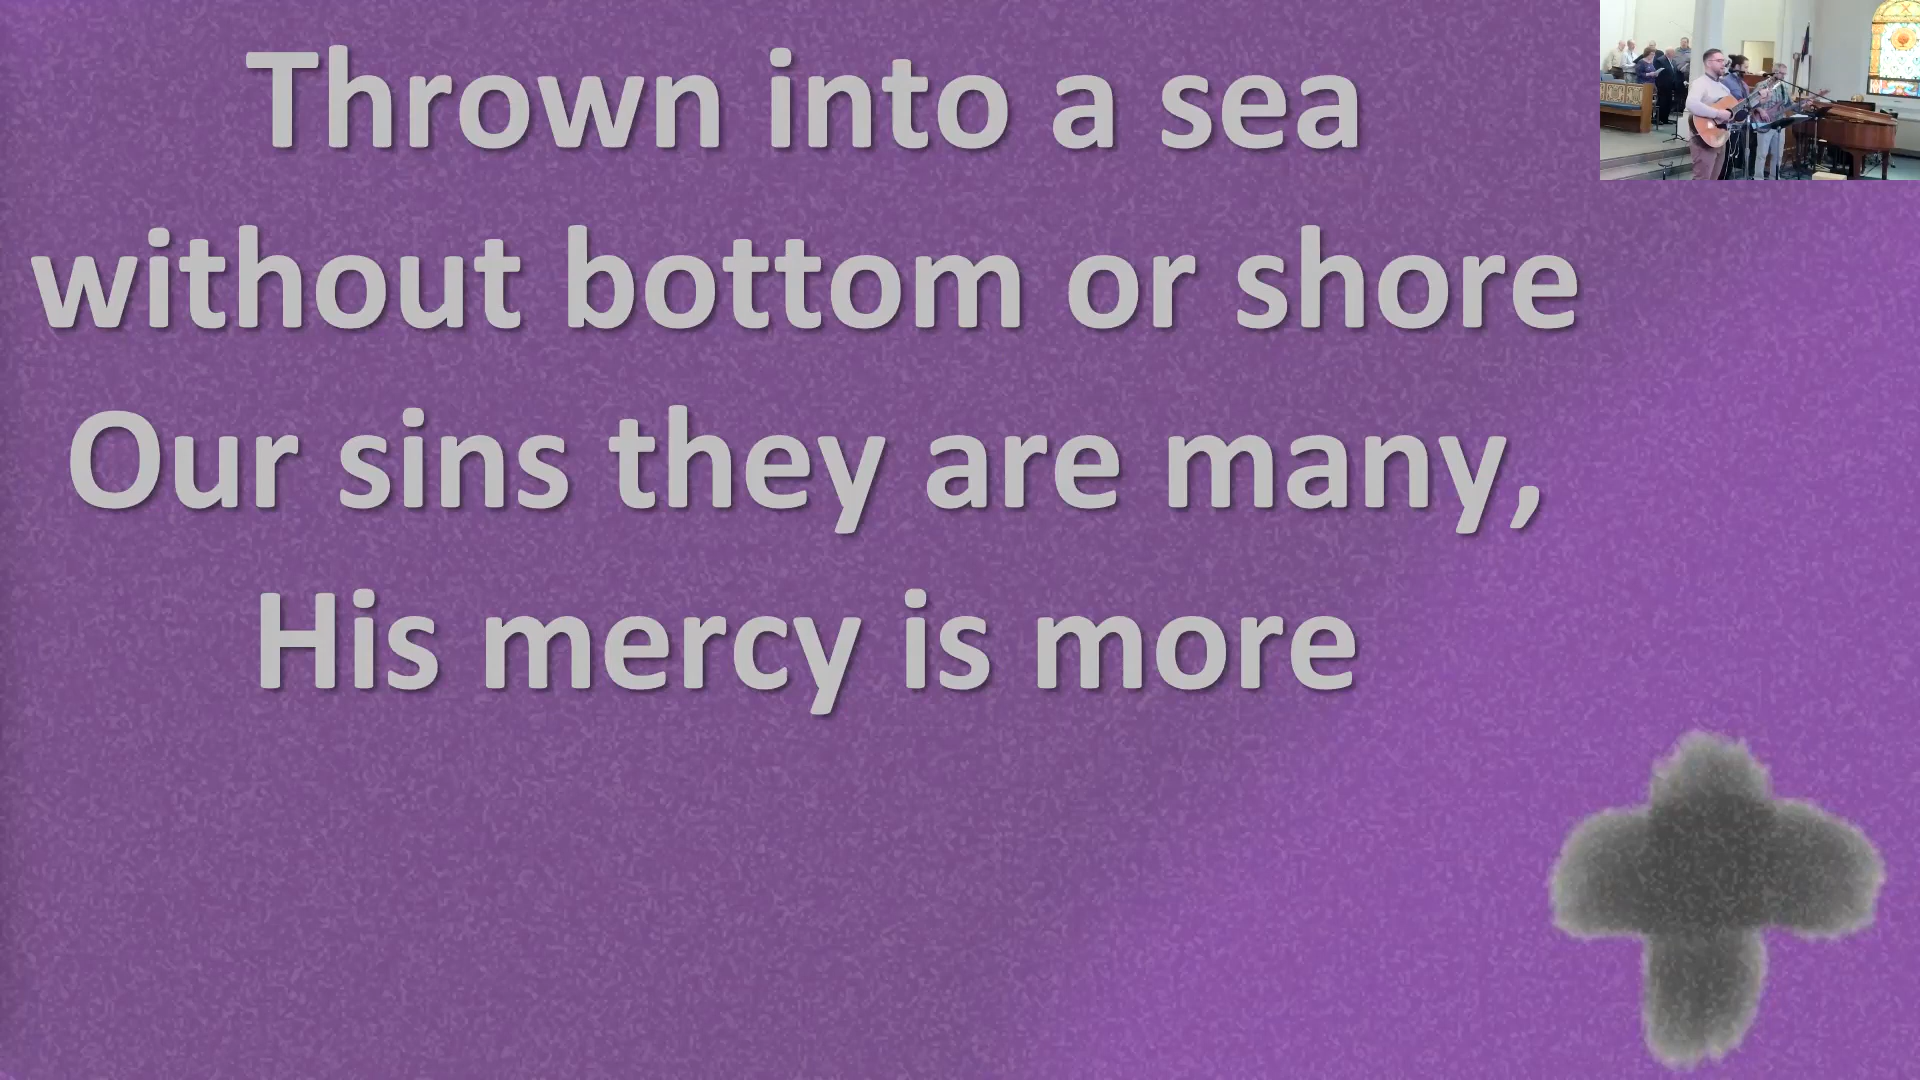 Thrown into a sea
without bottom or shore
Our sins they are many,
His mercy is more